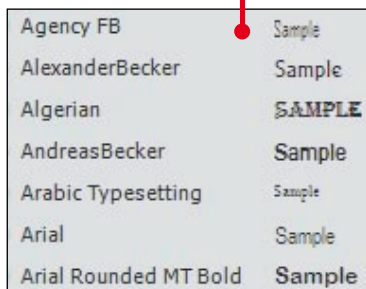 Agency FB Sample
AlexanderBecker Sample
Algerian SAMPLE
AndreasBecker Sample
Arabic Typesetting Sample
Arial Sample
Arial Rounded MT Bold Sample